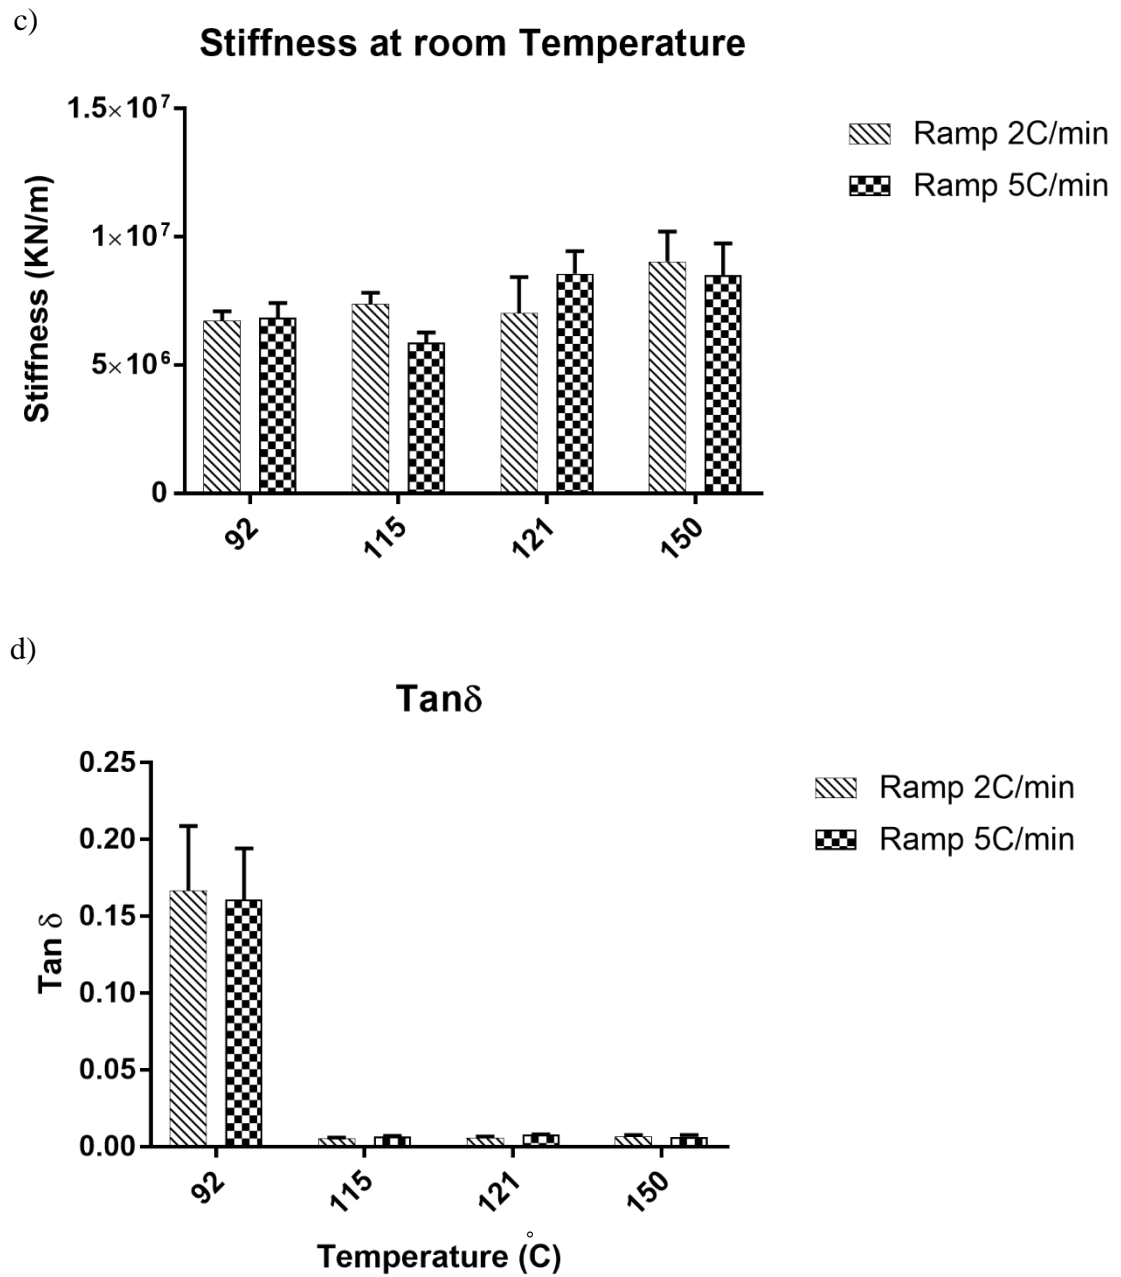 c)
Stiffness at room Temperature
1.5×10⁷
1×10⁷
5×10⁶
0
Stiffness (KN/m)
Ramp 2C/min
Ramp 5C/min
92
115
121
150
d)
Tanδ
0.25
0.20
0.15
0.10
0.05
0.00
Tan δ
Ramp 2C/min
Ramp 5C/min
92
115
121
150
Temperature (°C)